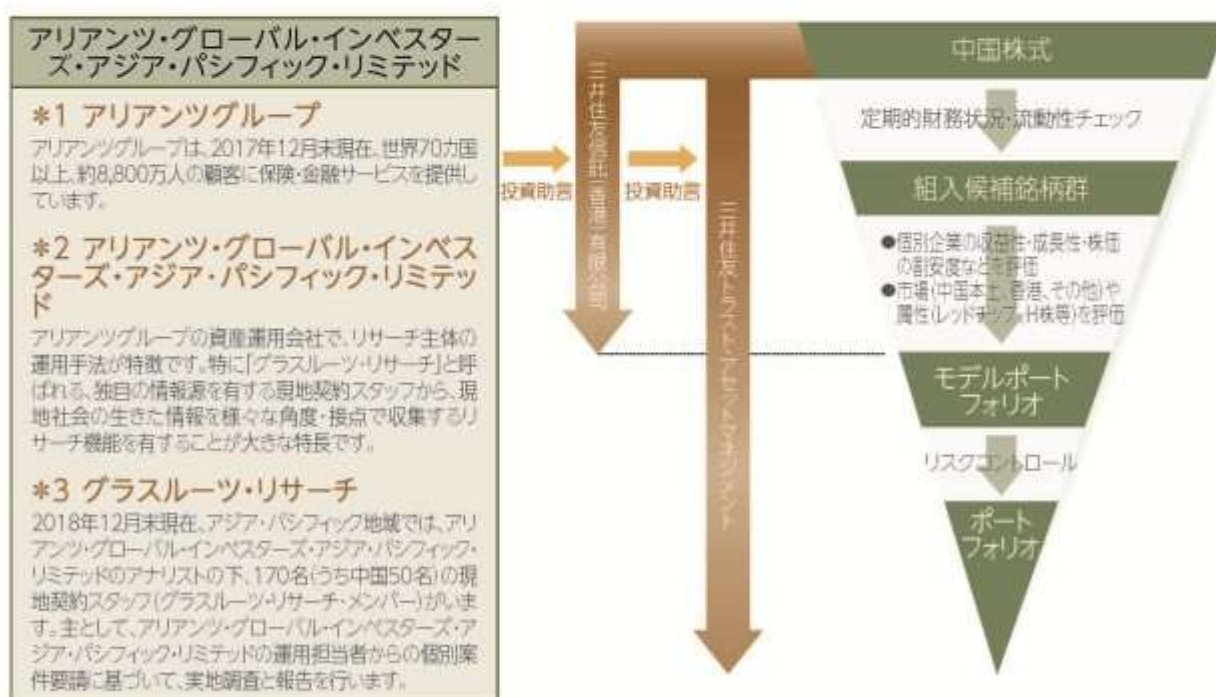 アリアンツ・グローバル・インベスター
ズ・アジア・パシフィック・リミテッド
*1 アリアンツグループ
アリアンツグループは、2017年12月末現在、世界70カ国
以上、約8,800万人の顧客に保険・金融サービスを提供し
ています。
*2 アリアンツ・グローバル・インベス
ターズ・アジア・パシフィック・リミテッ
ド
アリアンツグループの資産運用会社で、リサーチ主体の
運用手法が特徴です。特に「グラスルーツ・リサーチ」と呼
ばれる、独自の情報源を有する現地契約スタッフから、現
地社会の生きた情報を様々な角度・接点で収集するリ
サーチ機能を有することが大きな特長です。
*3 グラスルーツ・リサーチ
2018年12月末現在、アジア・パシフィック地域では、アリ
アンツ・グローバル・インベスターズ・アジア・パシフィック・
リミテッドのアナリストの下、170名(うち中国50名)の現
地契約スタッフ(グラスルーツ・リサーチ・メンバー)がいま
す。主として、アリアンツ・グローバル・インベスターズ・ア
ジア・パシフィック・リミテッドの運用担当者からの個別案
件要請に基づいて、実地調査と報告を行います。
投資助言
三井住友信託(香港)有限公司
投資助言
三井住友トラスト・アセットマネジメント
中国株式
定期的財務状況・流動性チェック
組入候補銘柄群
●個別企業の収益性・成長性・株価
の割安度などを評価
●市場(中国本土、香港、その他)や
属性(レッドチップ、H株等)を評価
モデルポート
フォリオ
リスクコントロール
ポート
フォリオ